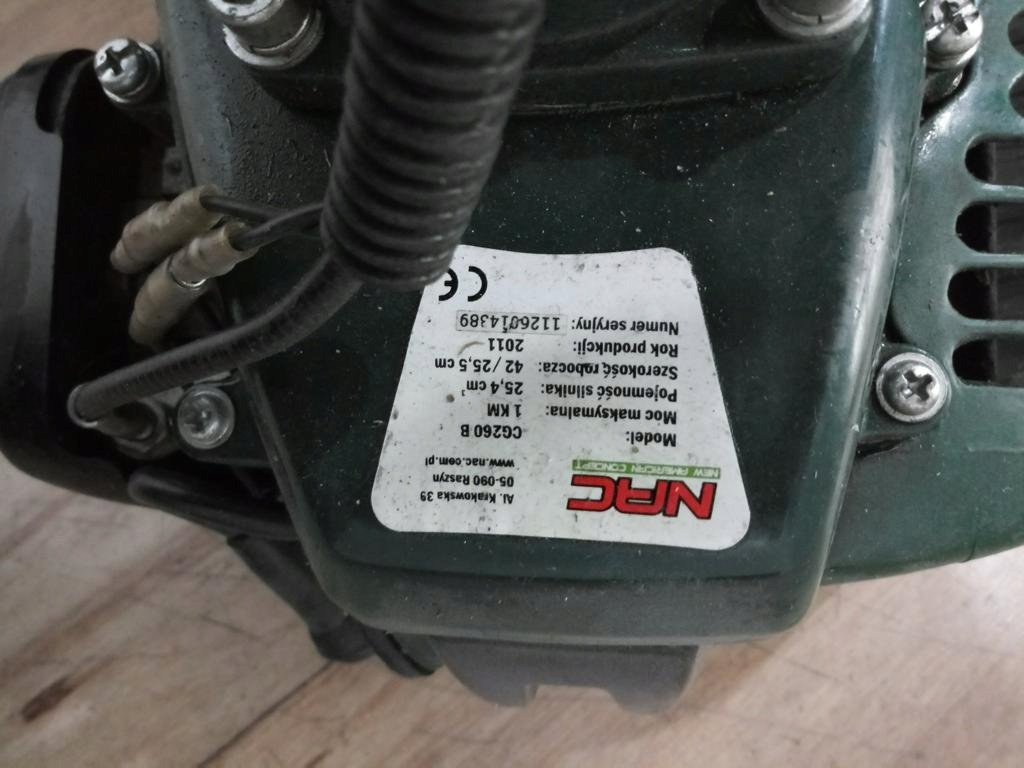 NAC
NEW AMERICAN CONCEPT
Al. Krakowska 39
05-090 Raszyn
www.nac.com.pl
Model: CG260 B
Moc maksymalna: 1 KM
Pojemność silnika: 25,4 cm³
Szerokość robocza: 42 / 25,5 cm
Rok produkcji: 2011
Numer seryjny: 1126014389
CE